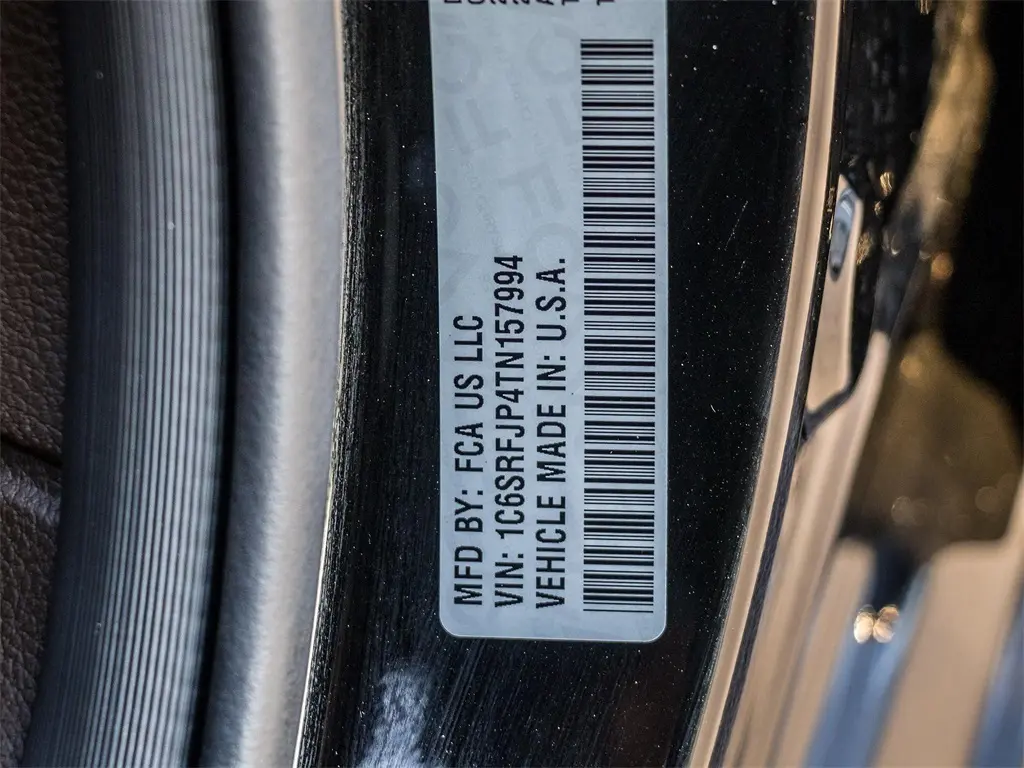 MFD BY: FCA US LLC
VIN: 1C6SRFJP4TN157994
VEHICLE MADE IN: U.S.A.